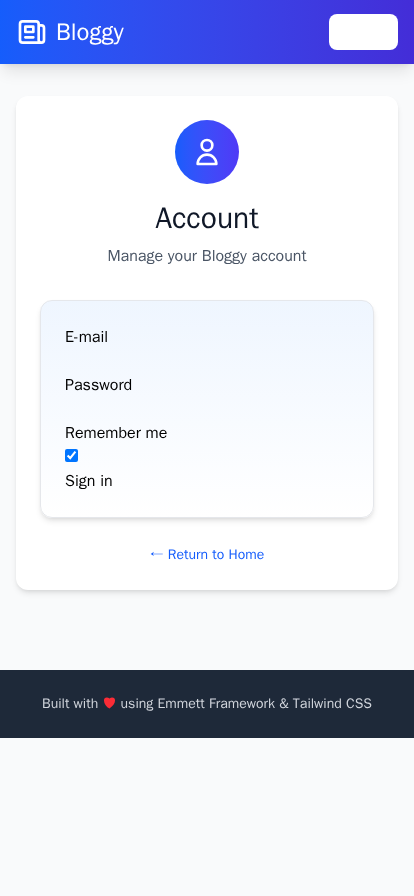 Bloggy
Account
Manage your Bloggy account
E-mail
Password
Remember me
Sign in
← Return to Home
Built with ❤️ using Emmett Framework & Tailwind CSS